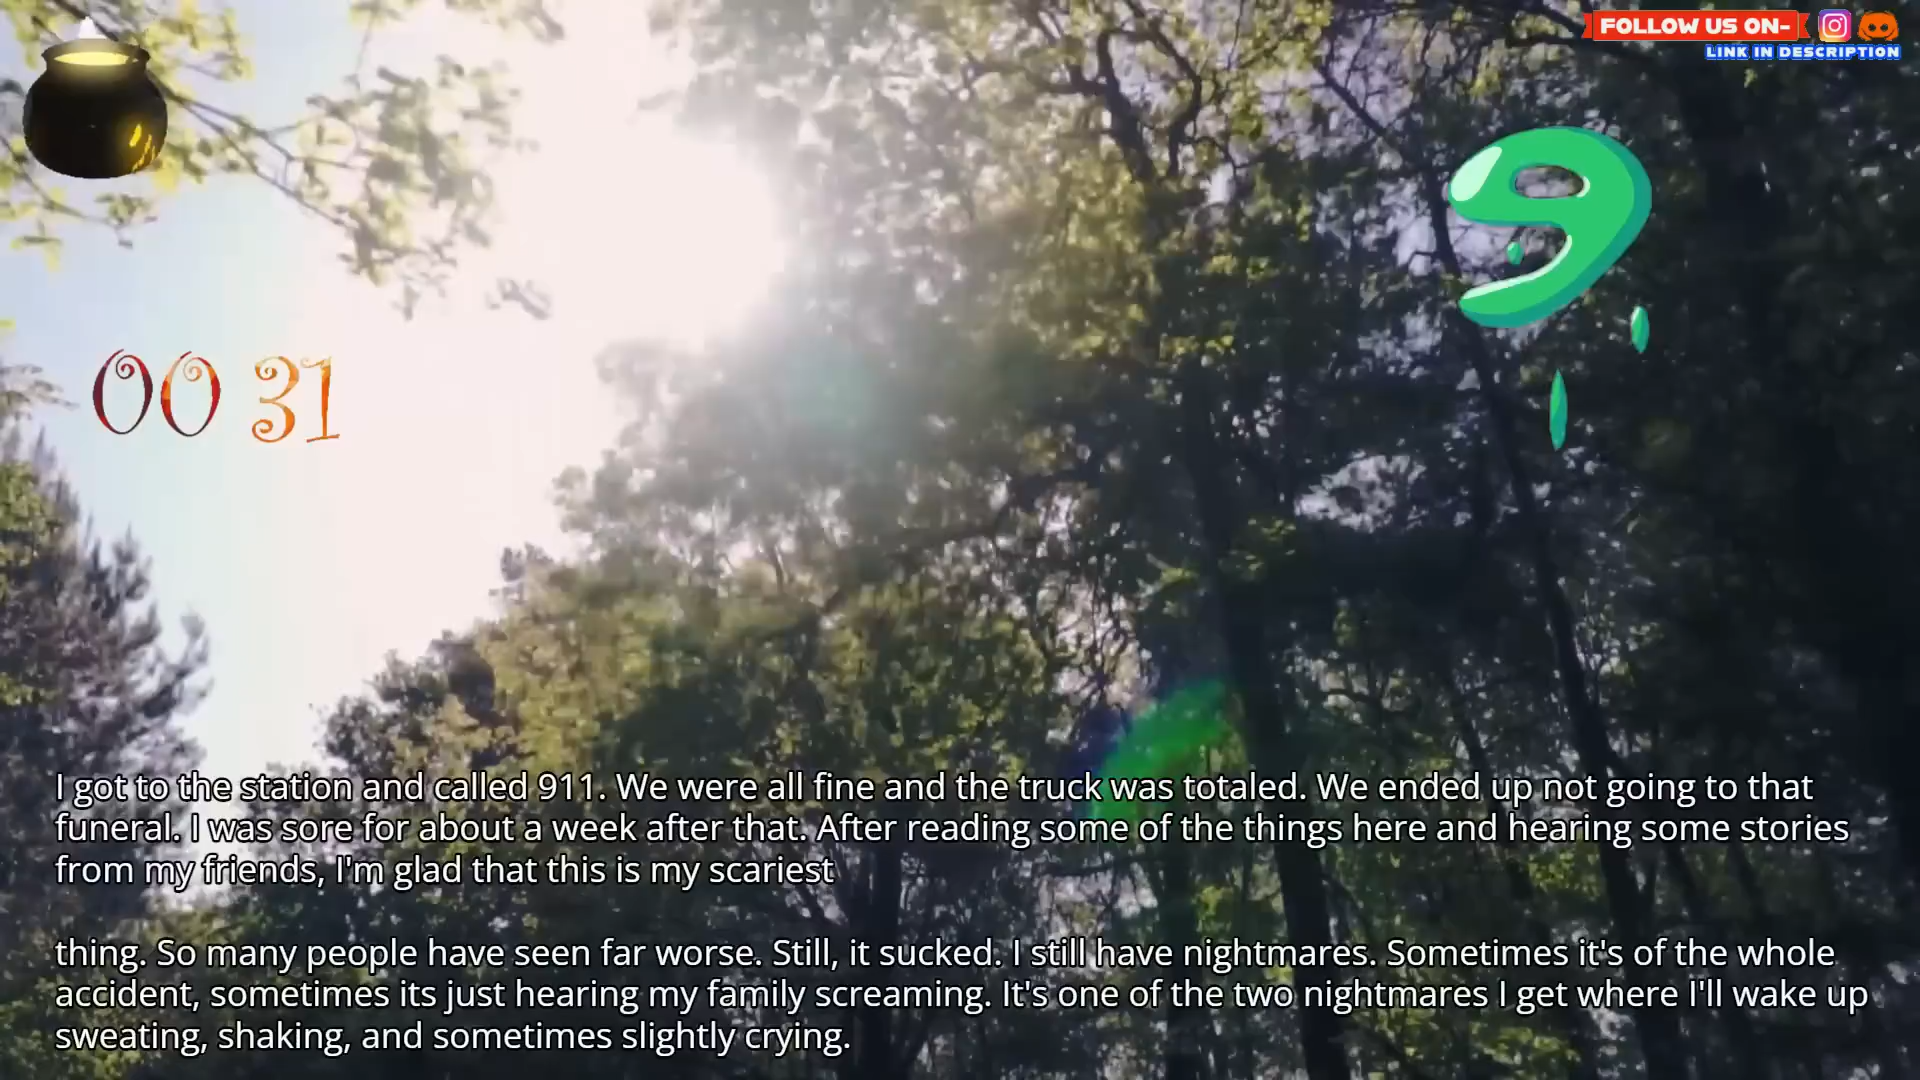 FOLLOW US ON-
LINK IN DESCRIPTION
9
00 31
I got to the station and called 911. We were all fine and the truck was totaled. We ended up not going to that
funeral. I was sore for about a week after that. After reading some of the things here and hearing some stories
from my friends, I'm glad that this is my scariest
thing. So many people have seen far worse. Still, it sucked. I still have nightmares. Sometimes it's of the whole
accident, sometimes its just hearing my family screaming. It's one of the two nightmares I get where I'll wake up
sweating, shaking, and sometimes slightly crying.